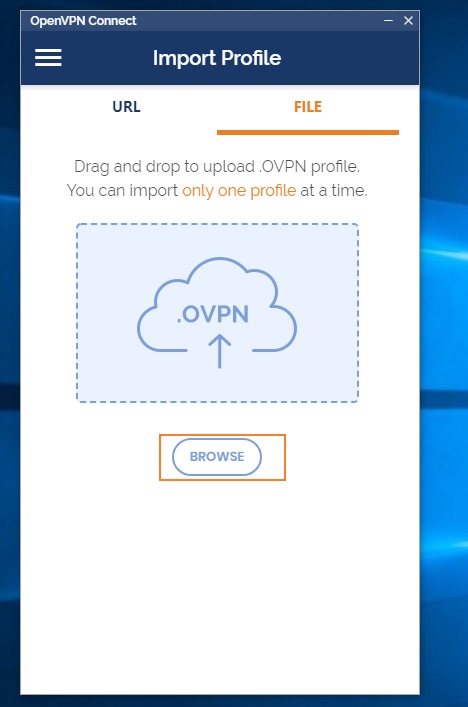 OpenVPN Connect
Import Profile
URL
FILE
Drag and drop to upload .OVPN profile.
You can import only one profile at a time.
.OVPN
BROWSE